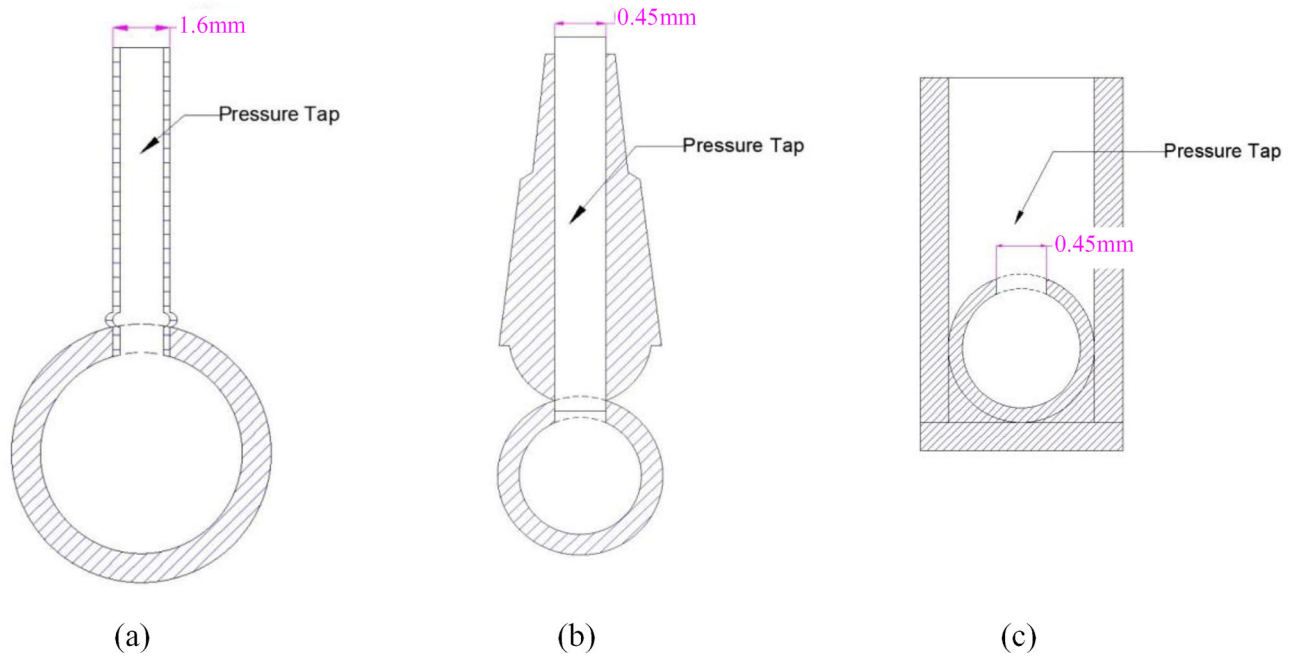 1.6mm
Pressure Tap
(a)
0.45mm
Pressure Tap
(b)
Pressure Tap
0.45mm
(c)